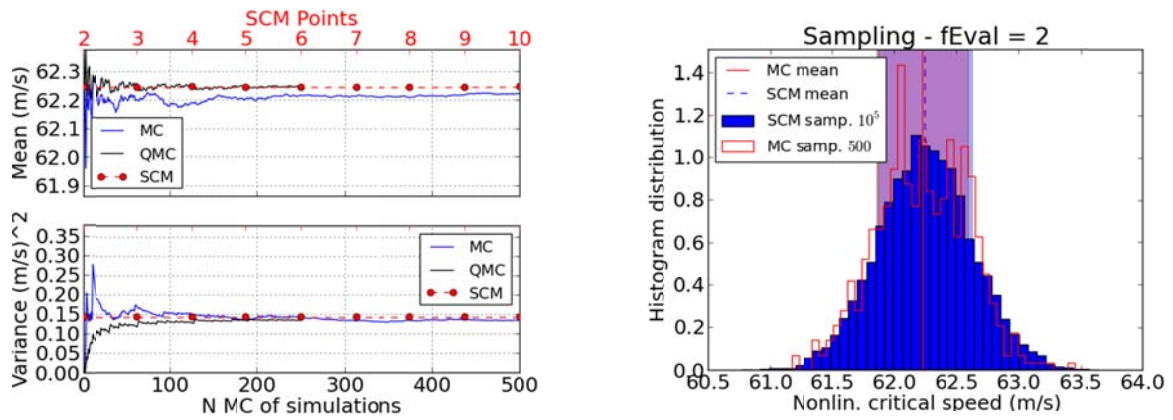 SCM Points
2 3 4 5 6 7 8 9 10
62.3
62.2
62.1
62.0
61.9
Mean (m/s)
MC
QMC
SCM
0.35
0.30
0.25
0.20
0.15
0.10
0.05
0.00
Variance (m/s)^2
MC
QMC
SCM
0 100 200 300 400 500
N MC of simulations
Sampling - fEval = 2
1.4
1.2
1.0
0.8
0.6
0.4
0.2
0.0
Histogram distribution
MC mean
SCM mean
SCM samp. 10⁵
MC samp. 500
60.5 61.0 61.5 62.0 62.5 63.0 63.5 64.0
Nonlin. critical speed (m/s)